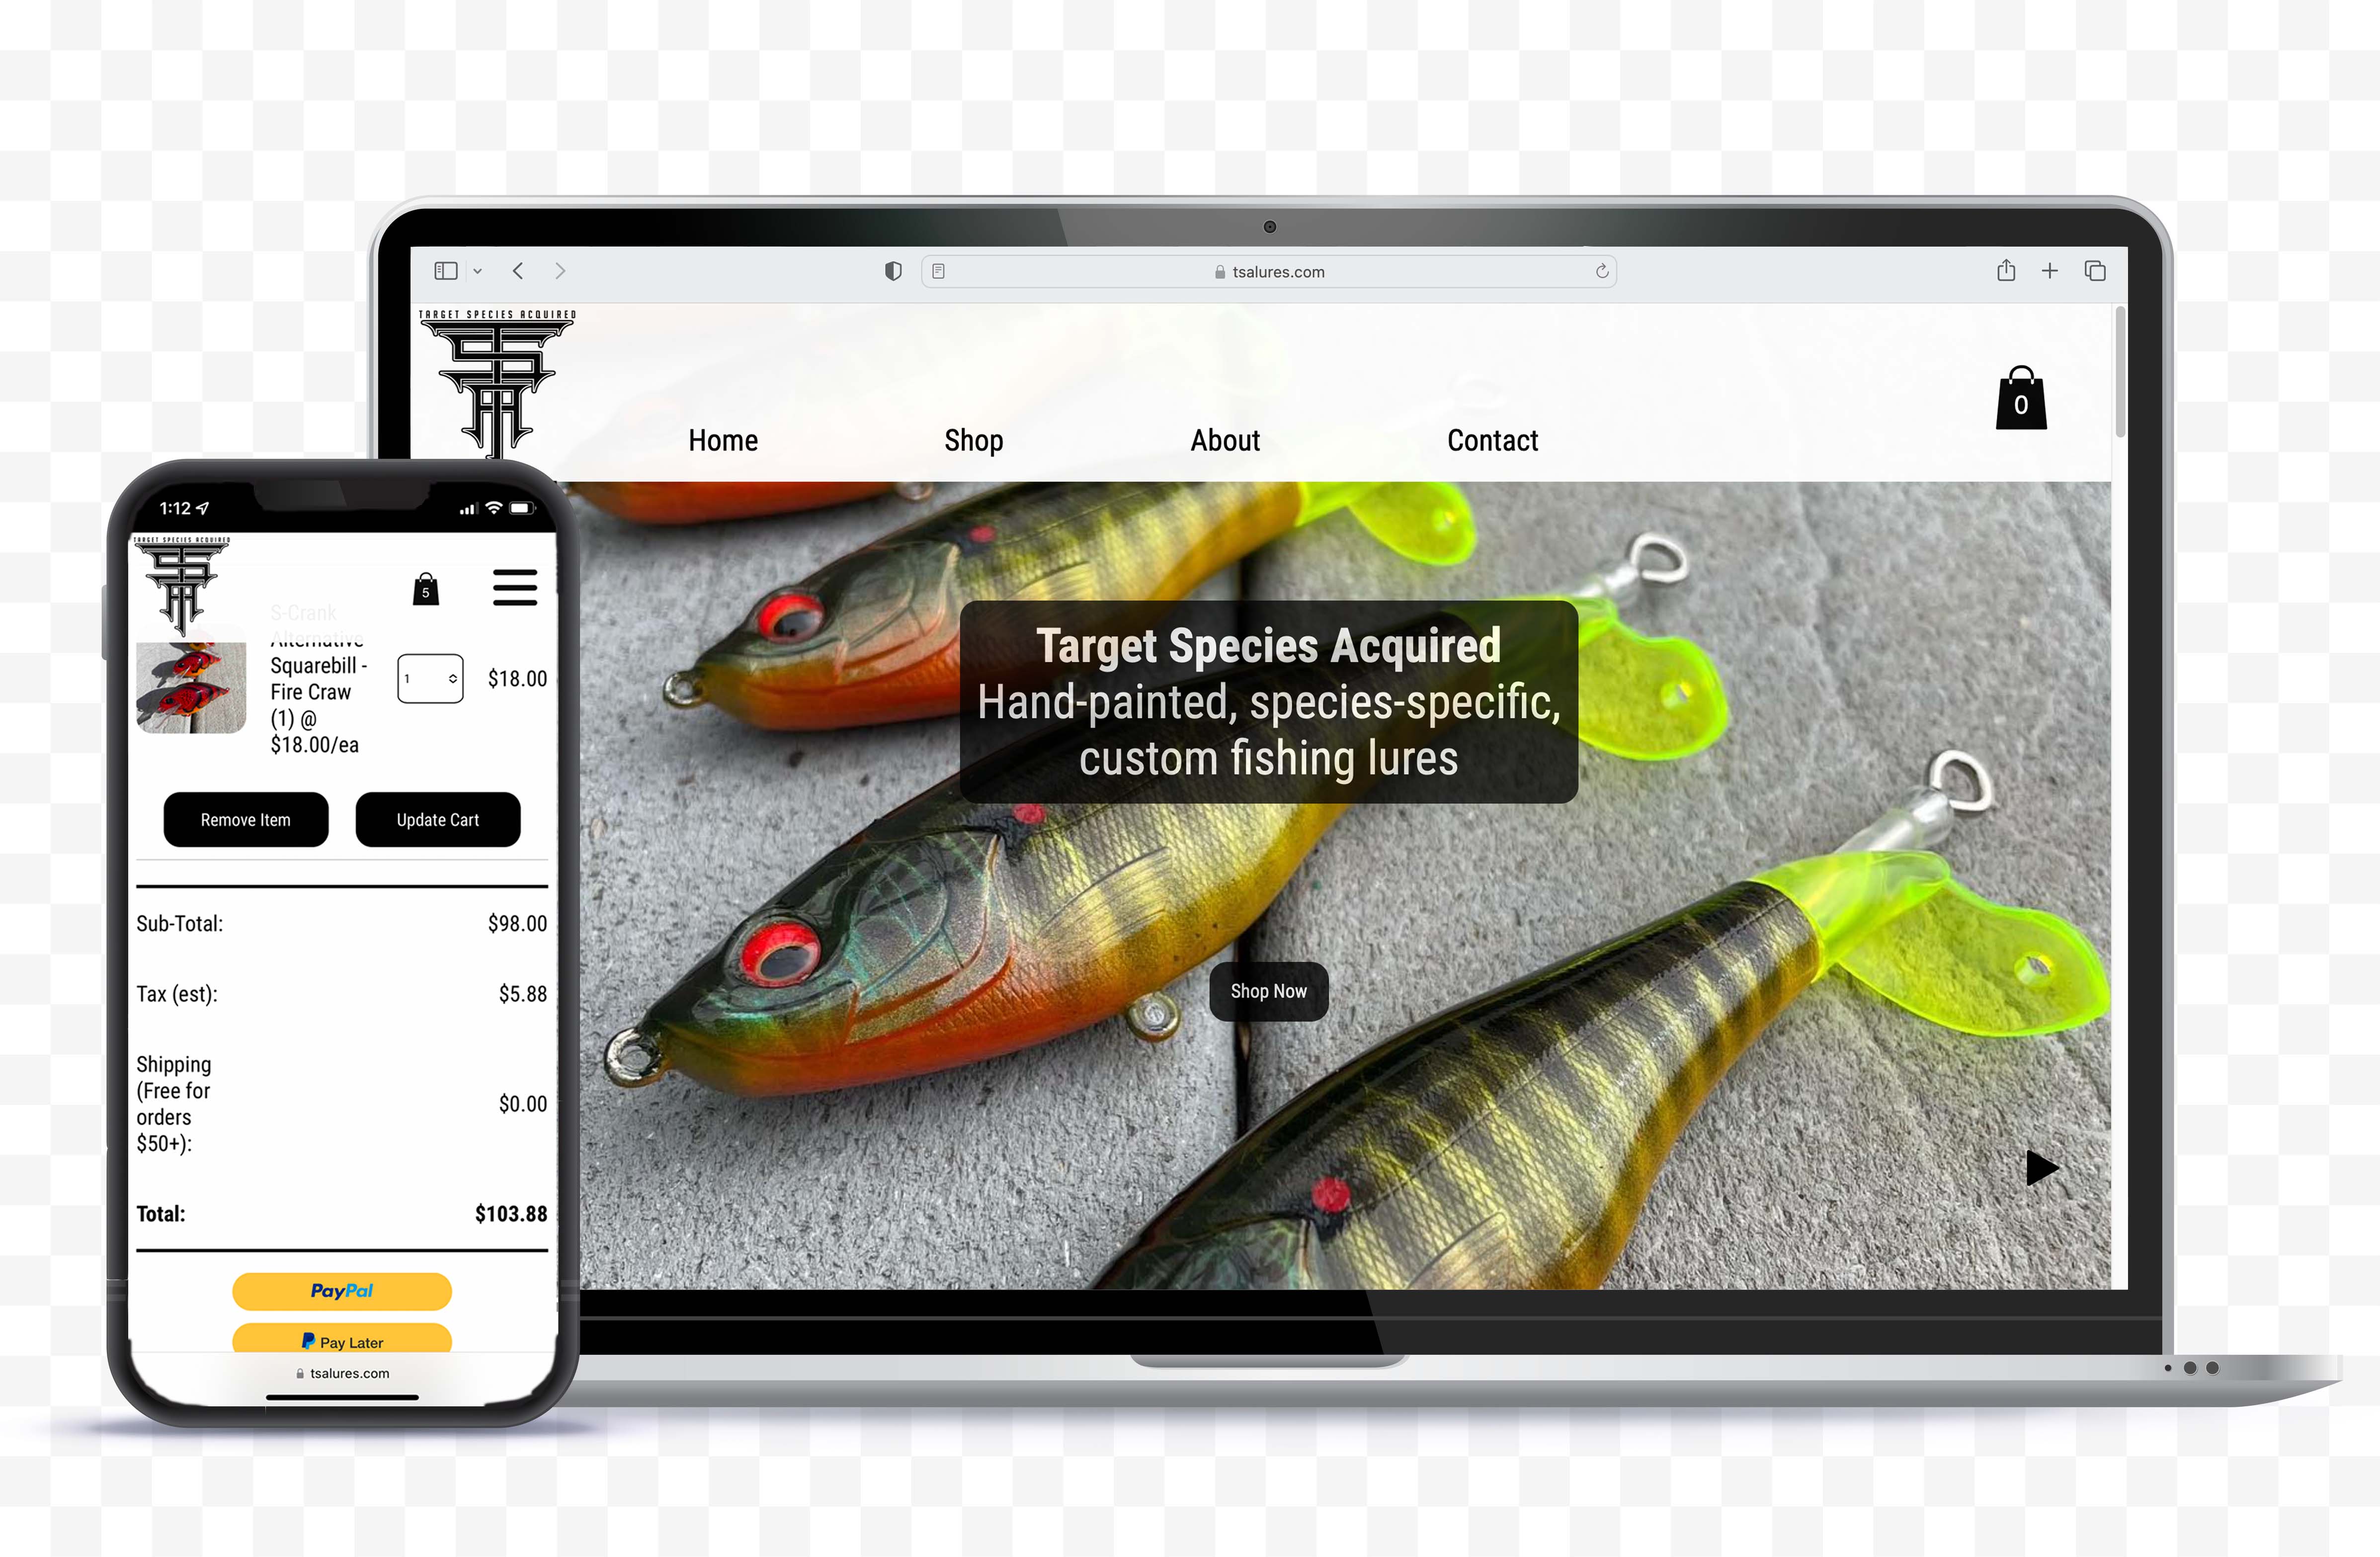 tsalures.com
TARGET SPECIES ACQUIRED
TSA
0
Home Shop About Contact
Target Species Acquired
Hand-painted, species-specific,
custom fishing lures
Shop Now
1:12
TARGET SPECIES ACQUIRED
TSA
5
S-Crank
Alternative
Squarebill -
Fire Craw
(1) @
$18.00/ea
1
$18.00
Remove Item Update Cart
Sub-Total: $98.00
Tax (est): $5.88
Shipping
(Free for
orders
$50+):
$0.00
Total: $103.88
PayPal
Pay Later
tsalures.com